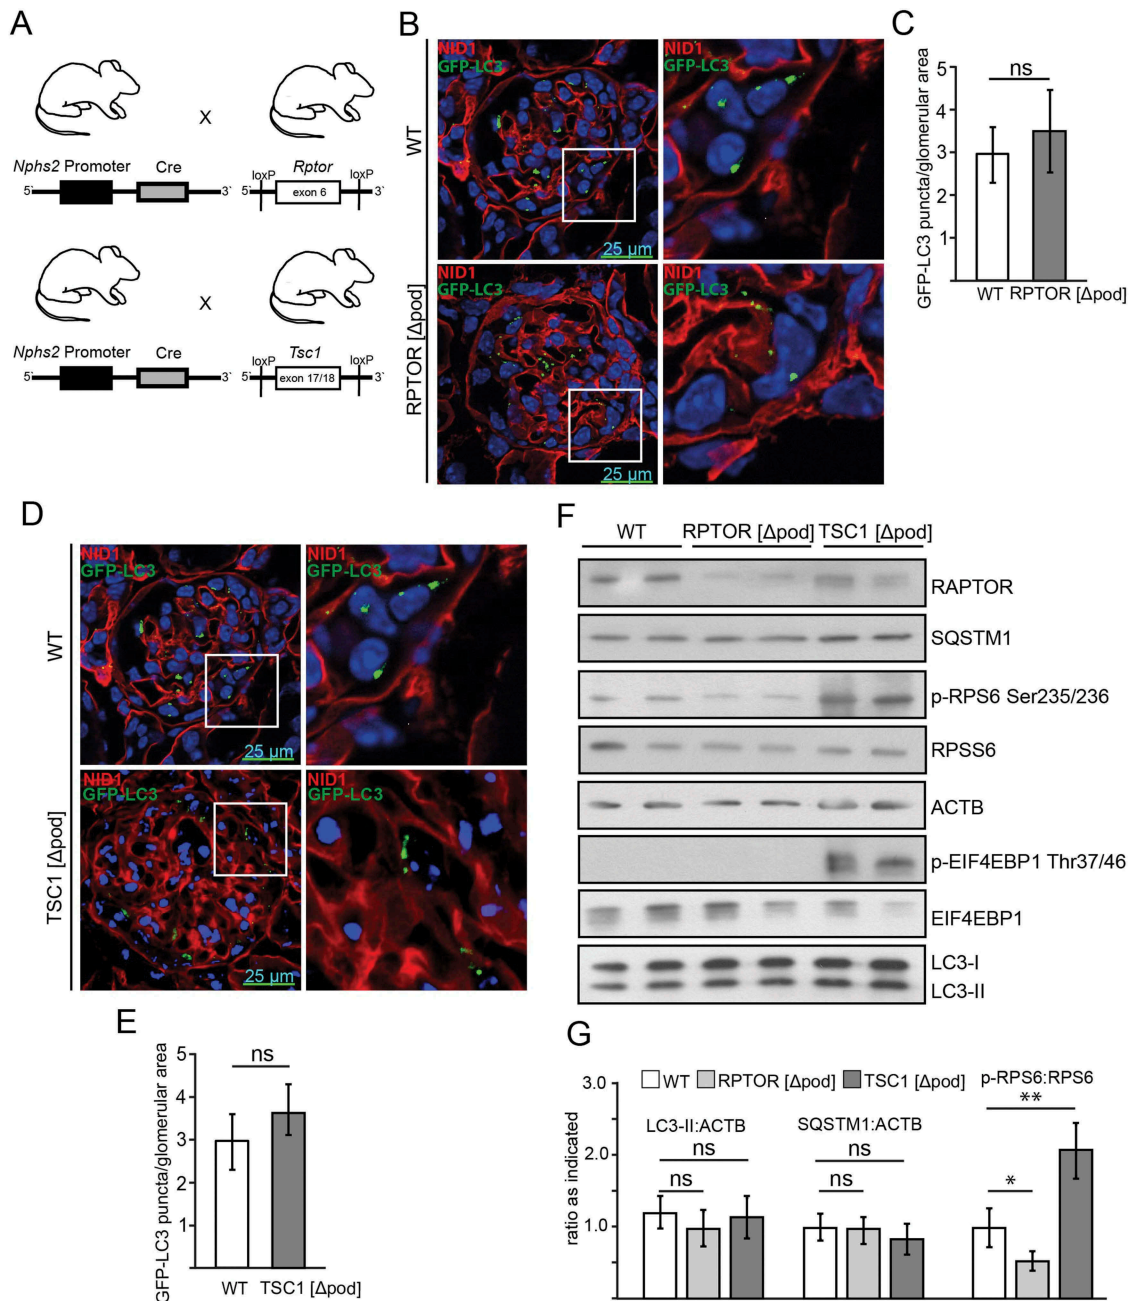 A
X
Nphs2 Promoter Cre
5` 3`
loxP Rptor loxP
5` exon 6 3`
X
Nphs2 Promoter Cre
5` 3`
loxP Tsc1 loxP
5` exon 17/18 3`
B
WT
NID1
GFP-LC3
25 µm
NID1
GFP-LC3
RPTOR [Δpod]
NID1
GFP-LC3
25 µm
NID1
GFP-LC3
C
GFP-LC3 puncta/glomerular area
ns
5
4
3
2
1
WT RPTOR [Δpod]
D
WT
NID1
GFP-LC3
25 µm
NID1
GFP-LC3
TSC1 [Δpod]
NID1
GFP-LC3
25 µm
NID1
GFP-LC3
E
GFP-LC3 puncta/glomerular area
ns
5
4
3
2
1
WT TSC1 [Δpod]
F
WT RPTOR [Δpod] TSC1 [Δpod]
RAPTOR
SQSTM1
p-RPS6 Ser235/236
RPSS6
ACTB
p-EIF4EBP1 Thr37/46
EIF4EBP1
LC3-I
LC3-II
G
WT RPTOR [Δpod] TSC1 [Δpod]
ratio as indicated
3.0
2.0
1.0
LC3-II:ACTB
ns
ns
SQSTM1:ACTB
ns
ns
p-RPS6:RPS6
**
*